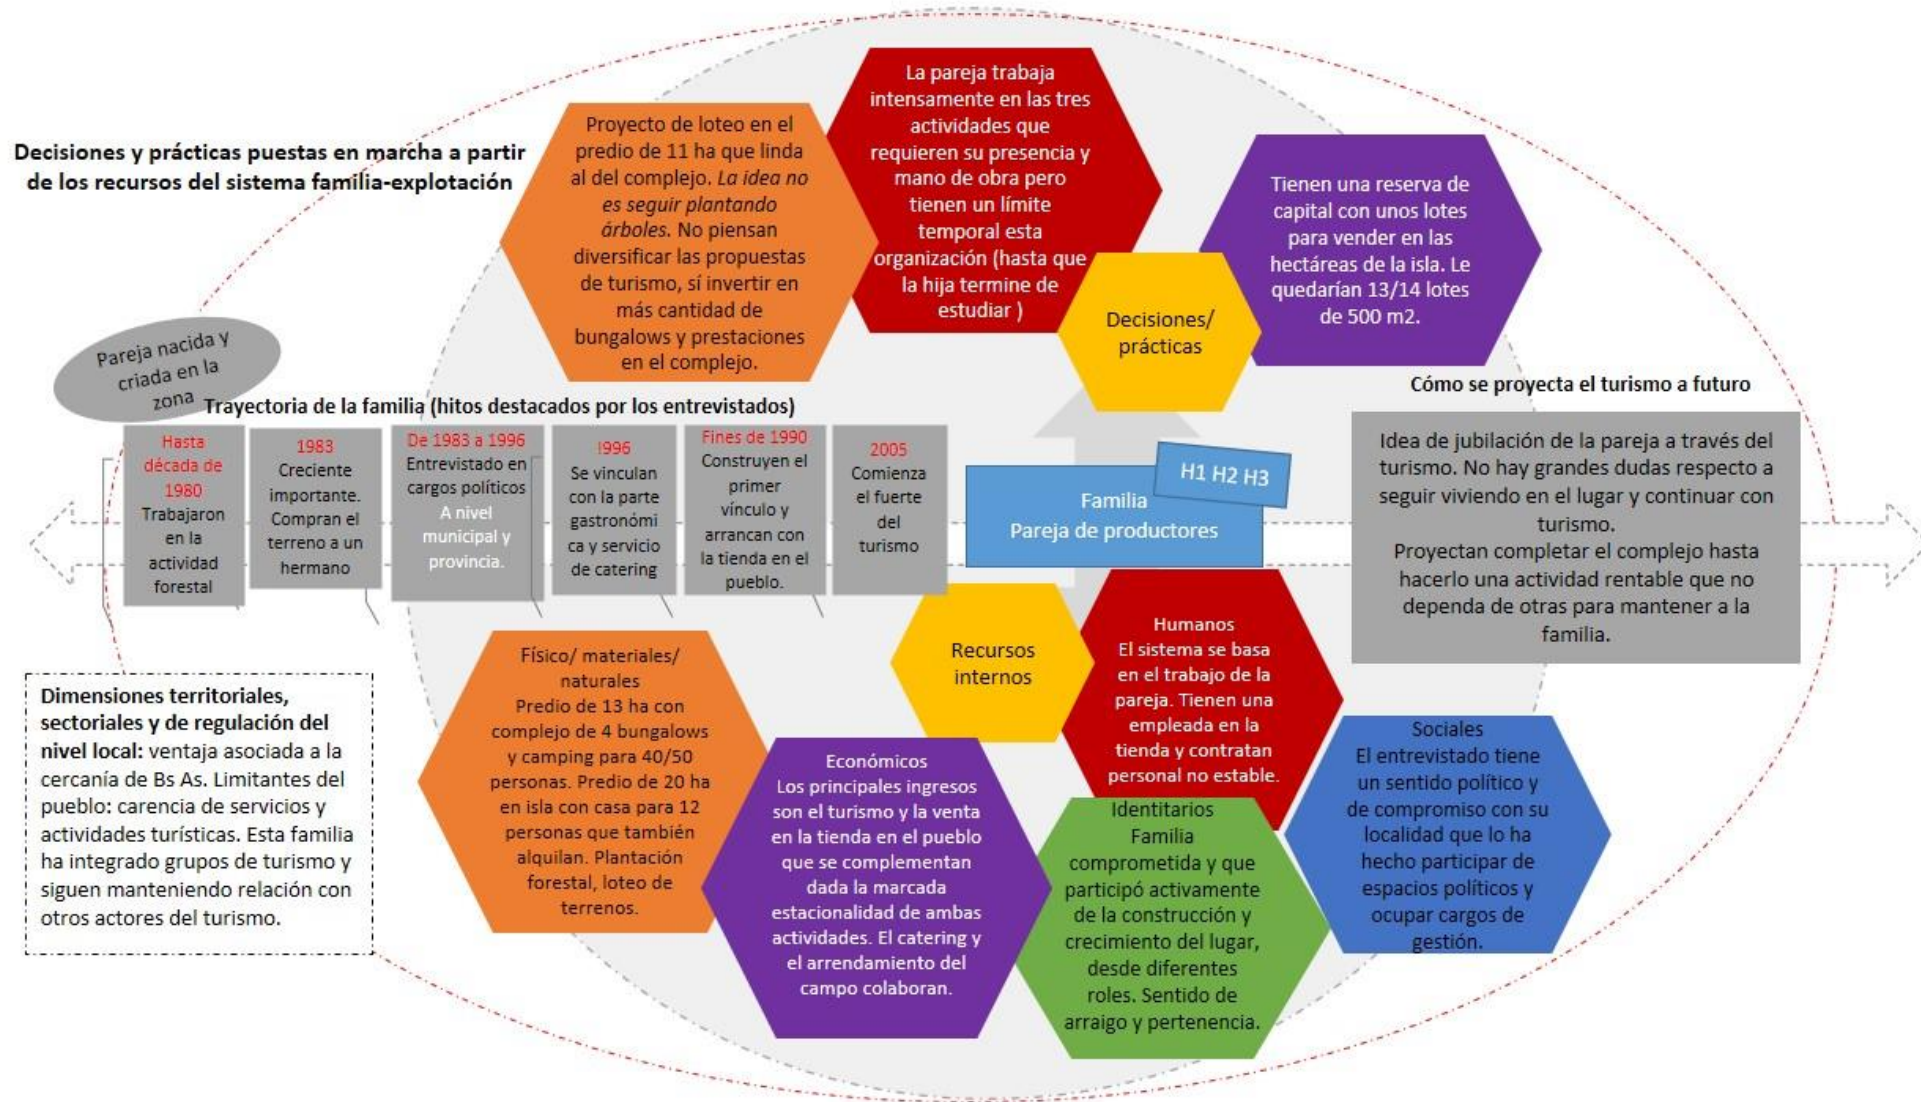 La pareja trabaja
intensamente en las tres
actividades que
requieren su presencia y
mano de obra pero
tienen un límite
temporal esta
organización (hasta que
la hija termine de
estudiar )
Proyecto de loteo en el
predio de 11 ha que linda
al del complejo. La idea no
es seguir plantando
árboles. No piensan
diversificar las propuestas
de turismo, sí invertir en
más cantidad de
bungalows y prestaciones
en el complejo.
Decisiones y prácticas puestas en marcha a partir
de los recursos del sistema familia-explotación
Tienen una reserva de
capital con unos lotes
para vender en las
hectáreas de la isla. Le
quedarían 13/14 lotes
de 500 m2.
Decisiones/
prácticas
Pareja nacida y
criada en la
zona
Trayectoria de la familia (hitos destacados por los entrevistados)
Cómo se proyecta el turismo a futuro
Hasta
década de
1980
Trabajaron
en la
actividad
forestal
1983
Creciente
importante.
Compran el
terreno a un
hermano
De 1983 a 1996
Entrevistado en
cargos políticos
A nivel
municipal y
provincia.
!996
Se vinculan
con la parte
gastronómi
ca y servicio
de catering
Fines de 1990
Construyen el
primer
vínculo y
arrancan con
la tienda en el
pueblo.
2005
Comienza
el fuerte
del
turismo
H1 H2 H3
Familia
Pareja de productores
Idea de jubilación de la pareja a través del
turismo. No hay grandes dudas respecto a
seguir viviendo en el lugar y continuar con
turismo.
Proyectan completar el complejo hasta
hacerlo una actividad rentable que no
dependa de otras para mantener a la
familia.
Dimensiones territoriales,
sectoriales y de regulación del
nivel local: ventaja asociada a la
cercanía de Bs As. Limitantes del
pueblo: carencia de servicios y
actividades turísticas. Esta familia
ha integrado grupos de turismo y
siguen manteniendo relación con
otros actores del turismo.
Físico/ materiales/
naturales
Predio de 13 ha con
complejo de 4 bungalows
y camping para 40/50
personas. Predio de 20 ha
en isla con casa para 12
personas que también
alquilan. Plantación
forestal, loteo de
terrenos.
Recursos
internos
Económicos
Los principales ingresos
son el turismo y la venta
en la tienda en el pueblo
que se complementan
dada la marcada
estacionalidad de ambas
actividades. El catering y
el arrendamiento del
campo colaboran.
Humanos
El sistema se basa
en el trabajo de la
pareja. Tienen una
empleada en la
tienda y contratan
personal no estable.
Identitarios
Familia
comprometida y que
participó activamente
de la construcción y
crecimiento del lugar,
desde diferentes
roles. Sentido de
arraigo y pertenencia.
Sociales
El entrevistado tiene
un sentido político y
de compromiso con su
localidad que lo ha
hecho participar de
espacios políticos y
ocupar cargos de
gestión.